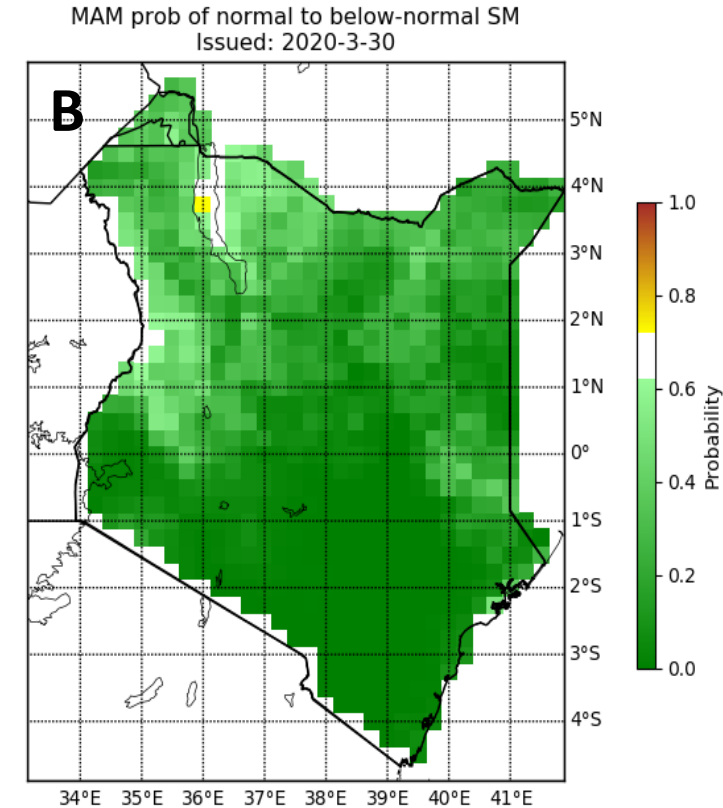 MAM prob of normal to below-normal SM
Issued: 2020-3-30
B
5°N
4°N
3°N
2°N
1°N
0°
1°S
2°S
3°S
4°S
34°E 35°E 36°E 37°E 38°E 39°E 40°E 41°E
1.0
0.8
0.6
0.4
0.2
0.0
Probability